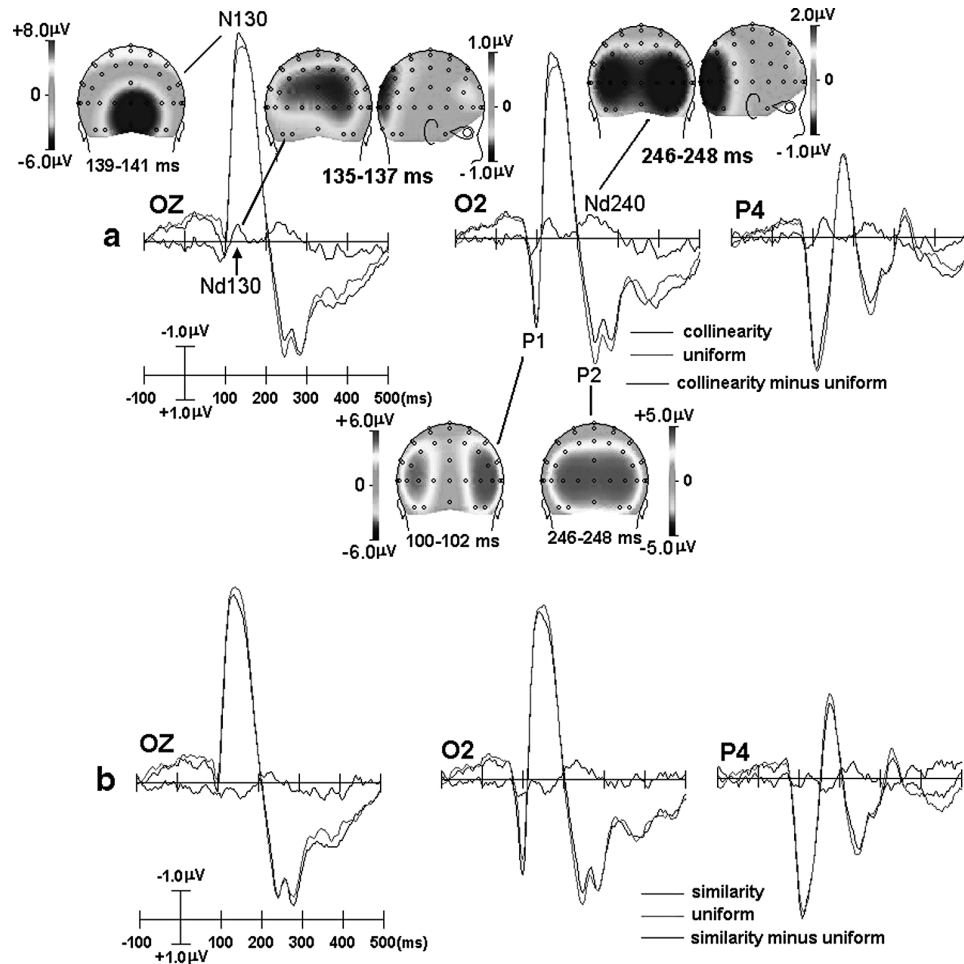 N130
+8.0μV
0
-6.0μV
139-141 ms
1.0μV
0
-1.0μV
135-137 ms
2.0μV
0
-1.0μV
246-248 ms
a
OZ
O2
P4
Nd130
Nd240
P1
P2
-1.0μV
+1.0μV
-100
100
200
300
400
500(ms)
collinearity
uniform
collinearity minus uniform
+6.0μV
0
-6.0μV
100-102 ms
246-248 ms
+5.0μV
0
-5.0μV
b
OZ
O2
P4
-1.0μV
+1.0μV
-100
100
200
300
400
500(ms)
similarity
uniform
similarity minus uniform